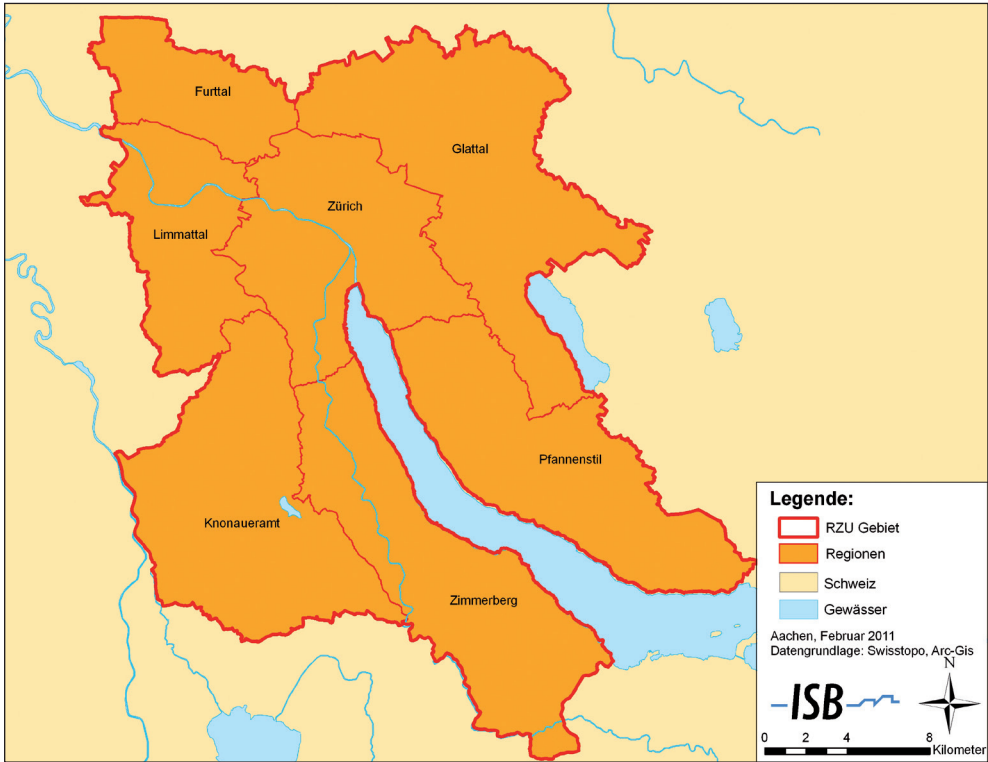 Furttal
Glattal
Zürich
Limmattal
Pfannenstil
Knonaueramt
Zimmerberg
Legende:
RZU Gebiet
Regionen
Schweiz
Gewässer
Aachen, Februar 2011
Datengrundlage: Swisstopo, Arc-Gis
N
ISB
0 2 4 8
Kilometer